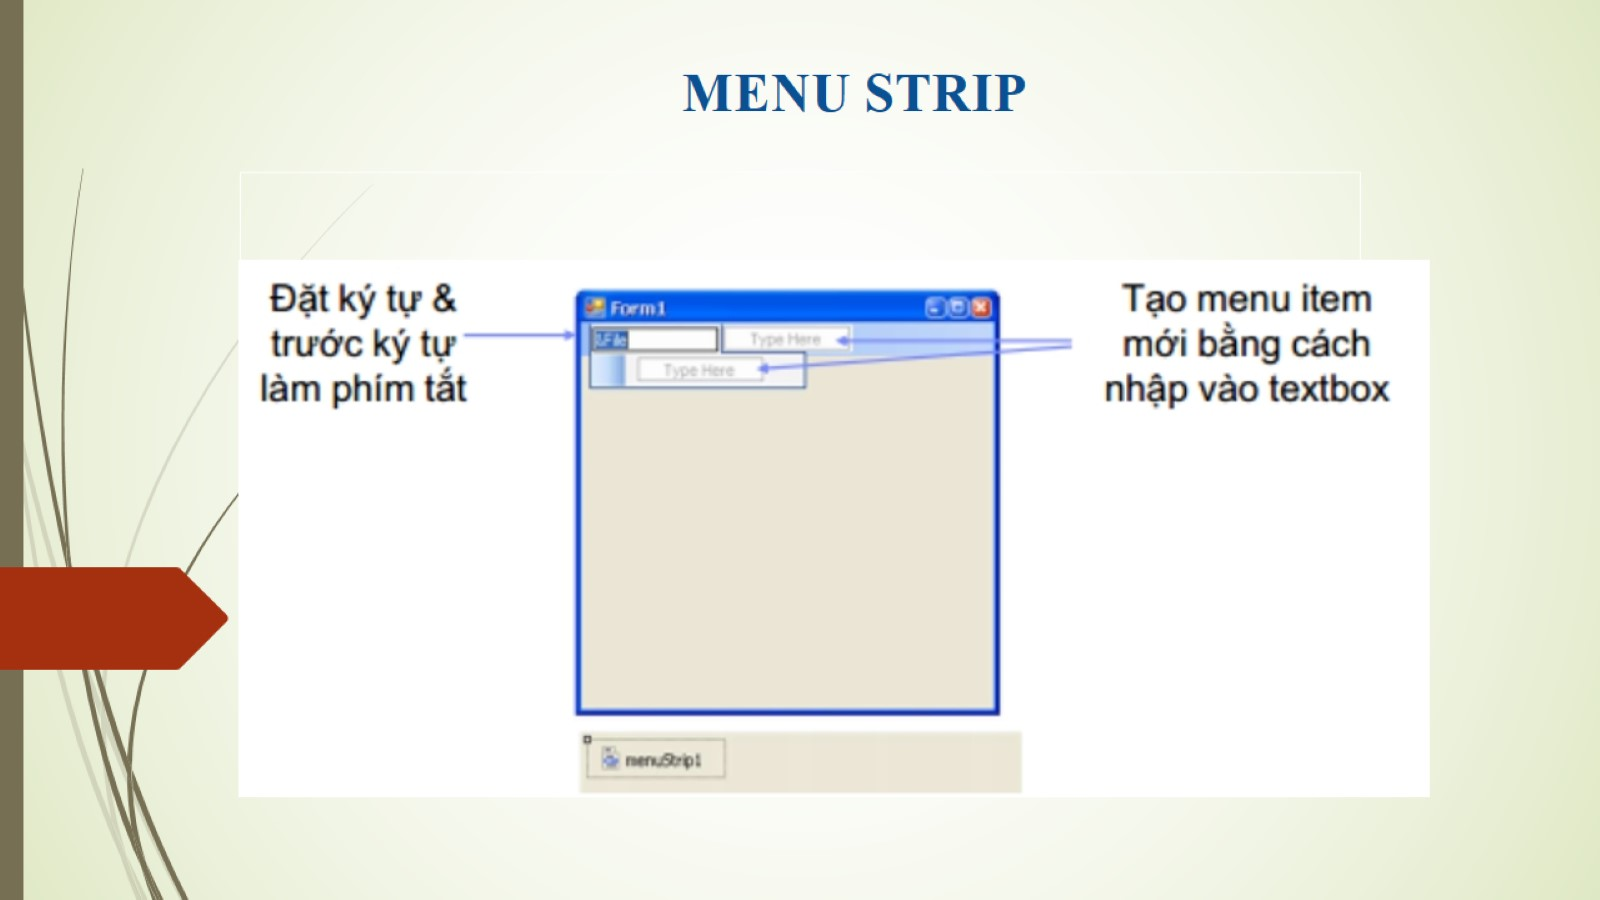 MENU STRIP
Đặt ký tự &
trước ký tự
làm phím tắt
Form1
&File
Type Here
Type Here
Tạo menu item
mới bằng cách
nhập vào textbox
menuStrip1